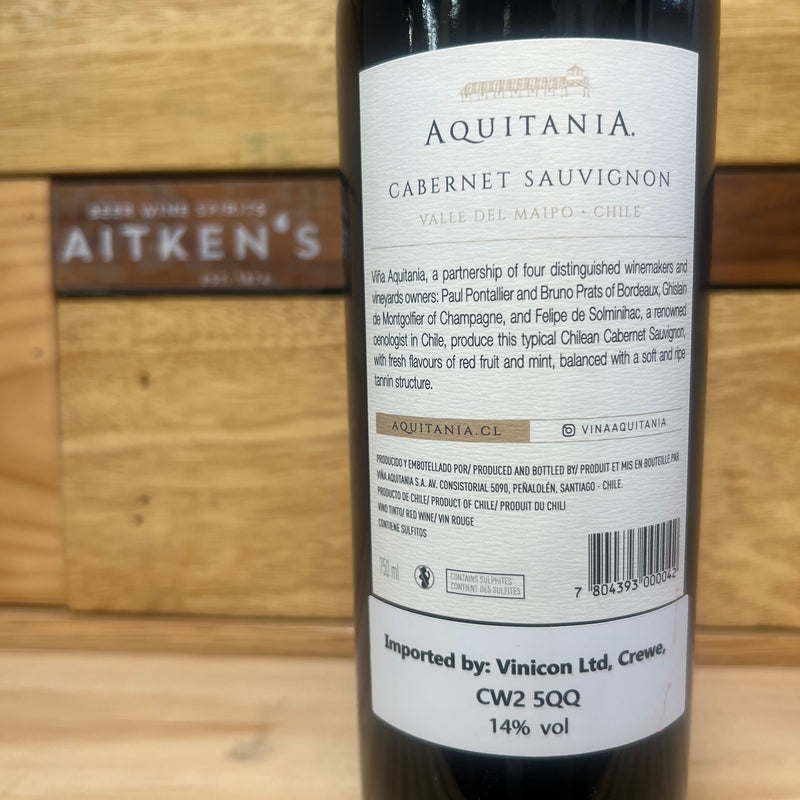 BEER WINE SPIRITS
AITKEN'S
EST. 1874
AQUITANIA.
CABERNET SAUVIGNON
VALLE DEL MAIPO • CHILE
Viña Aquitania, a partnership of four distinguished winemakers and
vineyards owners: Paul Pontallier and Bruno Prats of Bordeaux, Ghislain
de Montgolfier of Champagne, and Felipe de Solminihac, a renowned
oenologist in Chile, produce this typical Chilean Cabernet Sauvignon,
with fresh flavours of red fruit and mint, balanced with a soft and ripe
tannin structure.
AQUITANIA.CL
VINAAQUITANIA
PRODUCIDO Y EMBOTELLADO POR/ PRODUCED AND BOTTLED BY/ PRODUIT ET MIS EN BOUTEILLE PAR
VIÑA AQUITANIA S.A. AV. CONSISTORIAL 5090, PEÑALOLÉN, SANTIAGO - CHILE.
PRODUCTO DE CHILE/ PRODUCT OF CHILE/ PRODUIT DU CHILI
VINO TINTO/ RED WINE/ VIN ROUGE
CONTIENE SULFITOS
750 ml
CONTAINS SULPHITES
CONTIENT DES SULFITES
7 804393 000042
Imported by: Vinicon Ltd, Crewe,
CW2 5QQ
14% vol